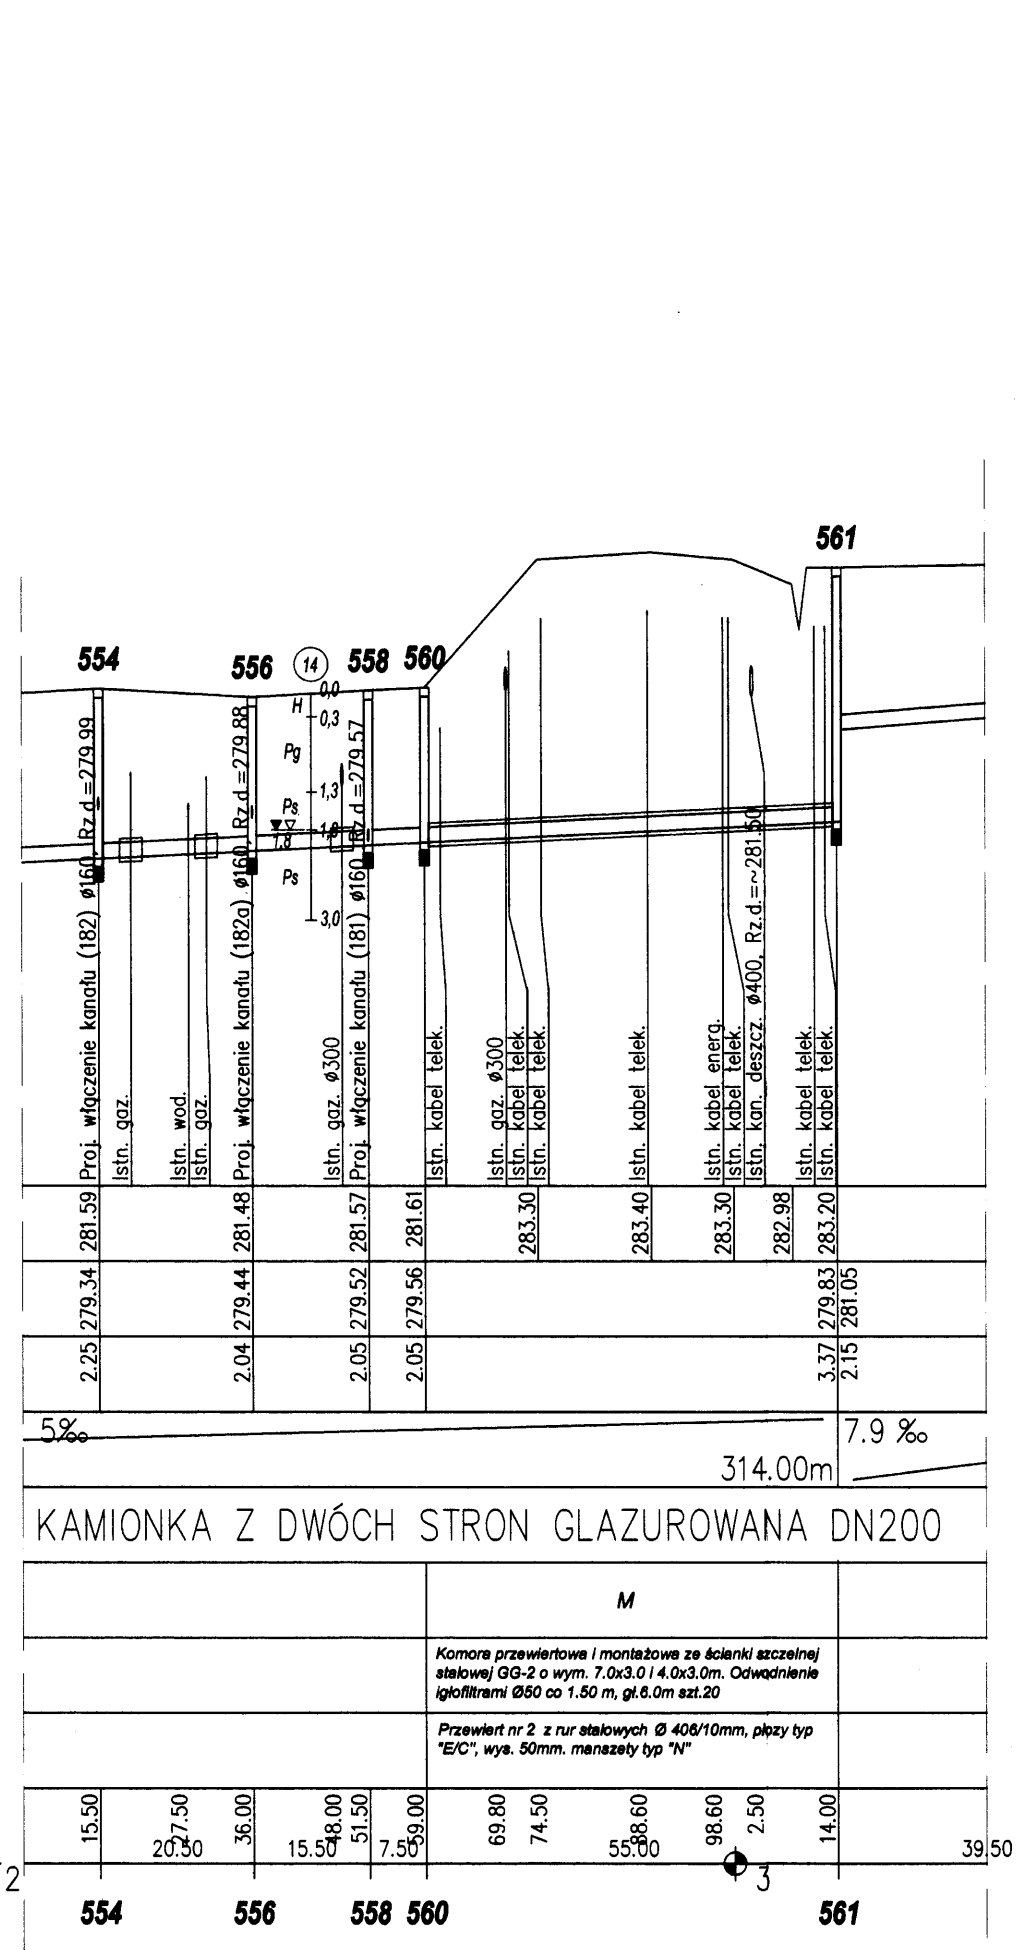 561
554
556
14
558
560
0,0
H
0,3
Pg
1,3
Ps
1,8
1,8
Ps
3,0
Proj. włączenie kanału (182) ø160, Rz.d.=279.99
Istn. gaz.
Istn. wod.
Istn. gaz.
Proj. włączenie kanału (182a) ø160, Rz.d.=279.88
Istn. gaz. ø300
Proj. włączenie kanału (181) ø160, Rz.d.=279.57
Istn. kabel telek.
Istn. gaz. ø300
Istn. kabel telek.
Istn. kabel telek.
Istn. kabel telek.
Istn. kabel energ.
Istn. kabel telek.
Istn. kan. deszcz. ø400, Rz.d.=~281.50
Istn. kabel telek.
Istn. kabel telek.
281.59
281.48
281.57
281.61
283.30
283.40
283.30
282.98
283.20
279.34
279.44
279.52
279.56
279.83
281.05
2.25
2.04
2.05
2.05
3.37
2.15
5‰
7.9 ‰
314.00m
KAMIONKA Z DWÓCH STRON GLAZUROWANA DN200
M
Komora przewiertowa i montażowa ze ścianki szczelnej
stalowej GG-2 o wym. 7.0x3.0 i 4.0x3.0m. Odwodnienie
igłofiltrami Ø50 co 1.50 m, gł.6.0m szt.20
Przewiert nr 2 z rur stalowych Ø 406/10mm, płozy typ
"E/C", wys. 50mm. manszety typ "N"
15.50
27.50
36.00
48.00
51.50
59.00
69.80
74.50
88.60
98.60
2.50
14.00
20.50
15.50
7.50
55.00
39.50
2
3
554
556
558
560
561